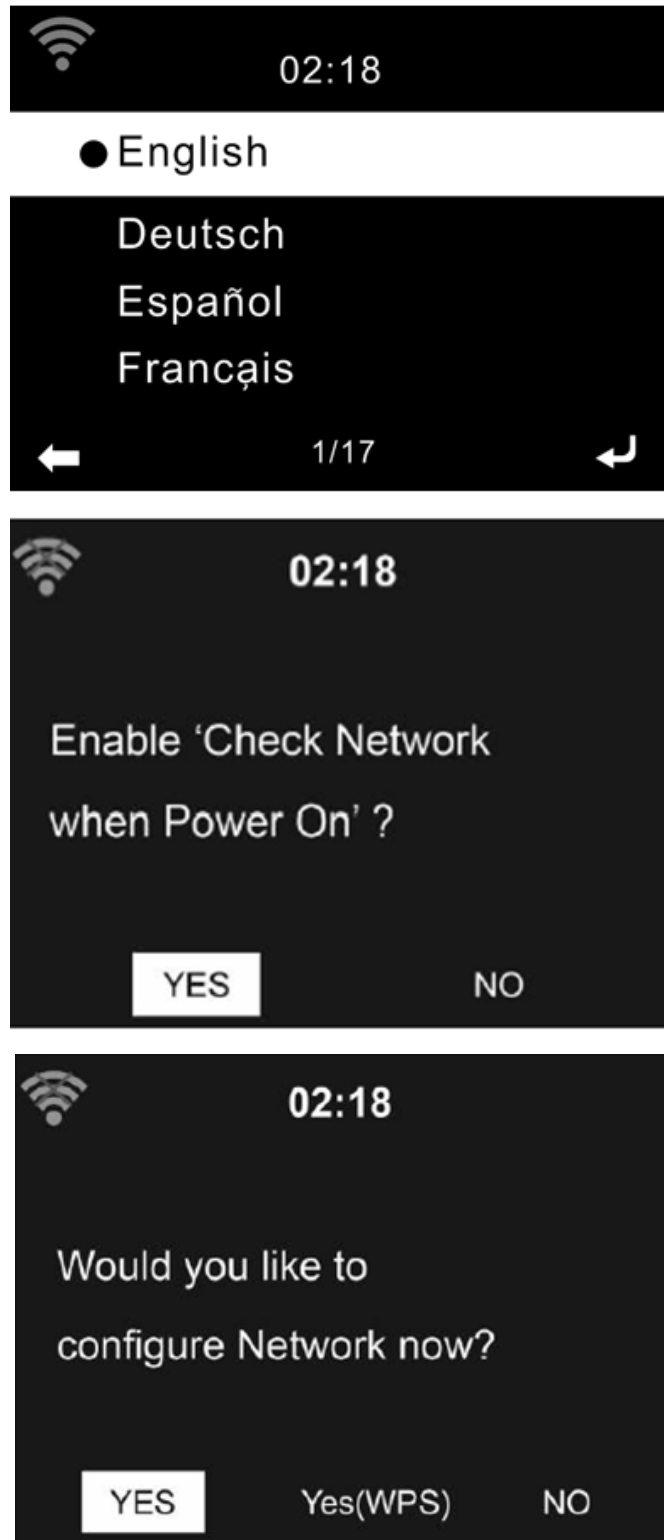 02:18
English
Deutsch
Español
Français
1/17
02:18
Enable ‘Check Network
when Power On’ ?
YES NO
02:18
Would you like to
configure Network now?
YES Yes(WPS) NO